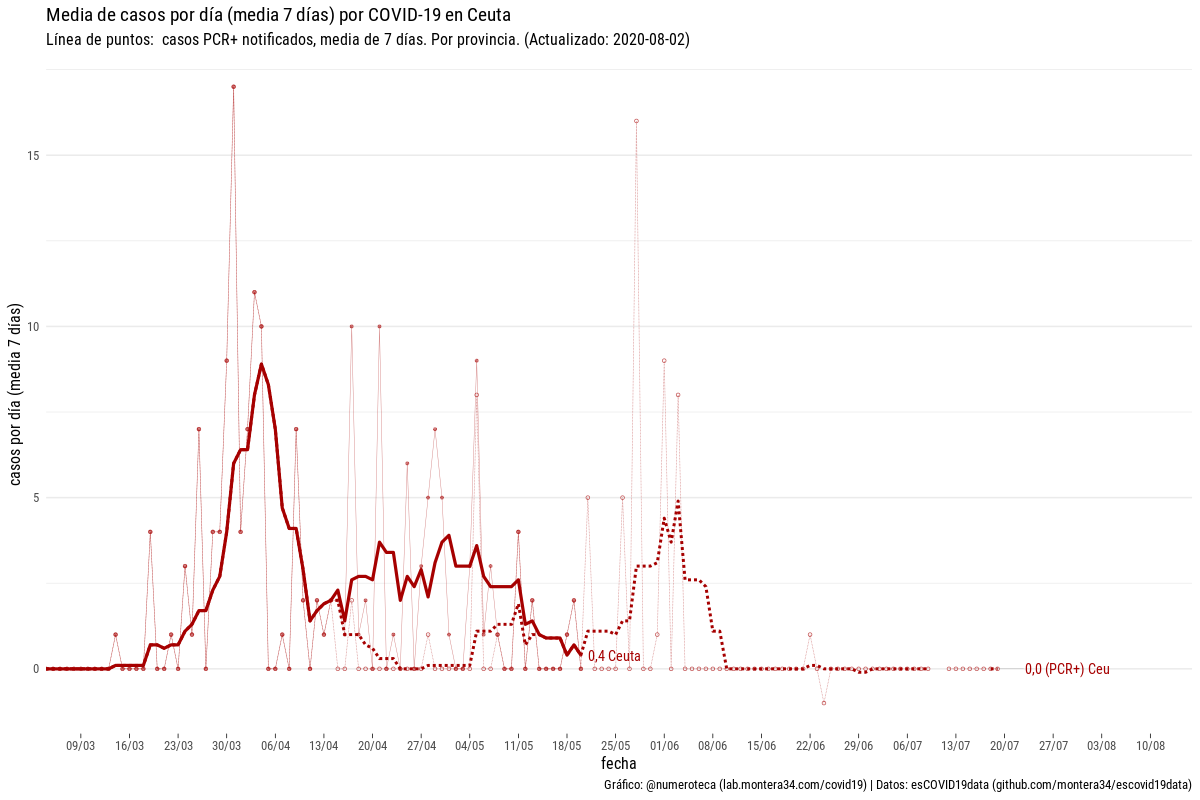 Media de casos por día (media 7 días) por COVID-19 en Ceuta
Línea de puntos:  casos PCR+ notificados, media de 7 días. Por provincia. (Actualizado: 2020-08-02)
casos por día (media 7 días)
15
10
5
0
0,4 Ceuta
0,0 (PCR+) Ceu
09/03 16/03 23/03 30/03 06/04 13/04 20/04 27/04 04/05 11/05 18/05 25/05 01/06 08/06 15/06 22/06 29/06 06/07 13/07 20/07 27/07 03/08 10/08
fecha
Gráfico: @numeroteca (lab.montera34.com/covid19) | Datos: esCOVID19data (github.com/montera34/escovid19data)